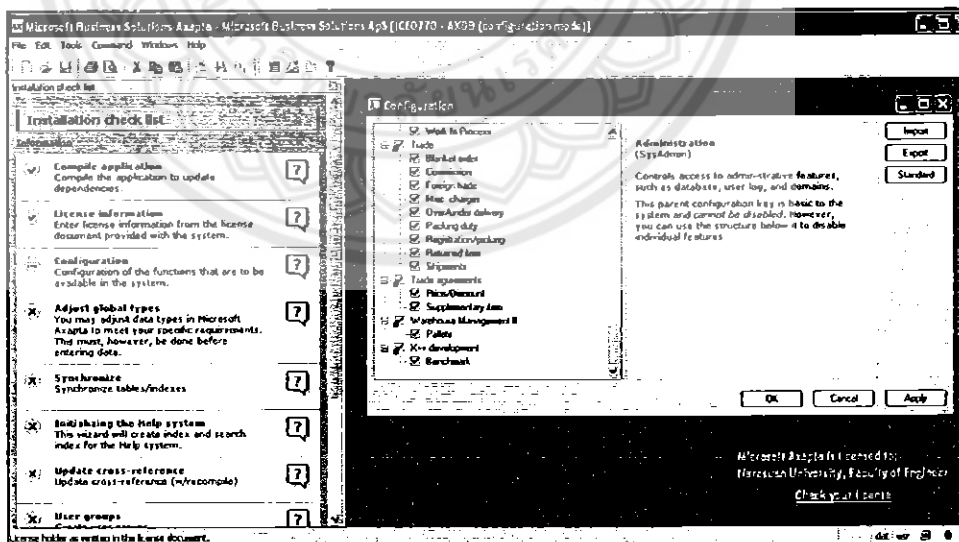 Microsoft Business Solutions-Axapta - Microsoft Business Solutions ApS [ICE0770 - AXDB (configuration mode)]
File Edit Tools Command Windows Help
Installation check list
Installation check list
Information
Compile application
Compile the application to update
dependencies.
License information
Enter license information from the license
document provided with the system.
Configuration
Configuration of the functions that are to be
available in the system.
Adjust global types
You may adjust data types in Microsoft
Axapta to meet your specific requirements.
This must, however, be done before
entering data.
Synchronize
Synchronize tables/indexes
Initializing the Help system
This wizard will create index and search
index for the Help system.
Update cross-reference
Update cross-reference (w/recompile)
User groups
License holder as written in the license document.
Configuration
Work In Process
Trade
Blanket order
Commission
Foreign trade
Misc. charges
Over/Under delivery
Packing duty
Registration/picking
Returned item
Shipments
Trade agreements
Price/Discount
Supplementary item
Warehouse Management II
Pallets
X++ development
Benchmark
Administration
(SysAdmin)
Controls access to administrative features,
such as database, user log, and domains.
This parent configuration key is basic to the
system and cannot be disabled. However,
you can use the structure below it to disable
individual features
Import
Export
Standard
OK Cancel Apply
Microsoft Axapta is licensed to:
Naresuan University, Faculty of Engineer
Check your license
dat usr